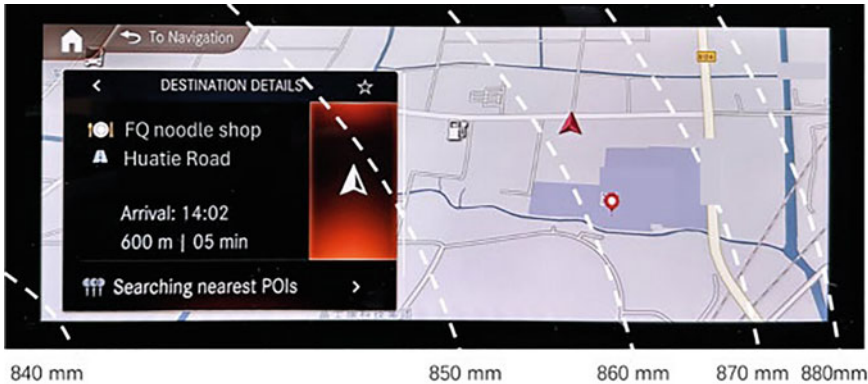 To Navigation
DESTINATION DETAILS
FQ noodle shop
Huatie Road
Arrival: 14:02
600 m | 05 min
Searching nearest POIs
840 mm
850 mm
860 mm
870 mm
880mm